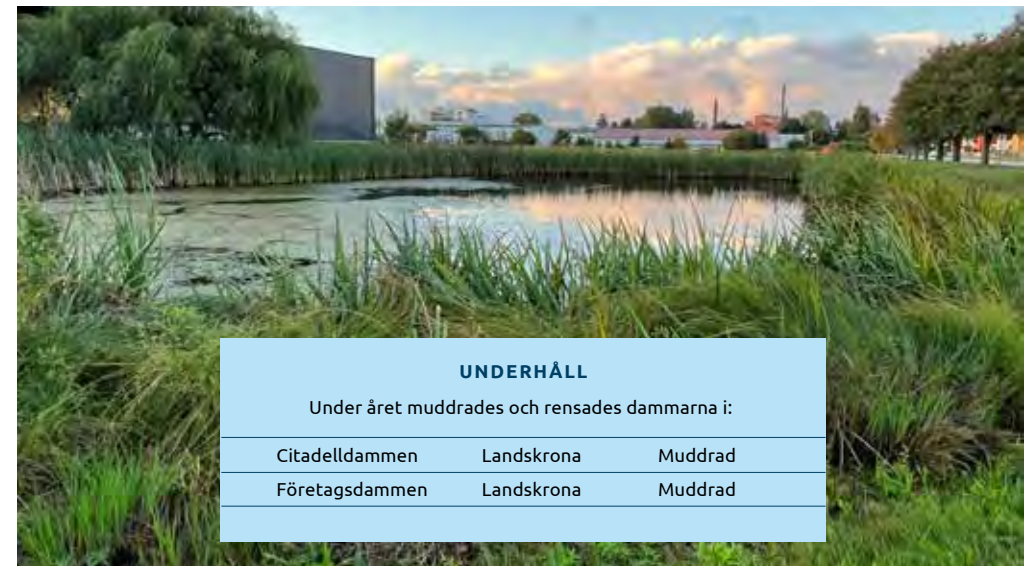 UNDERHÅLL
Under året muddrades och rensades dammarna i:
Citadelldammen Landskrona Muddrad
Företagsdammen Landskrona Muddrad